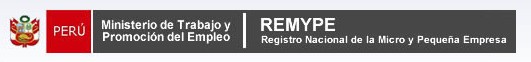 PERÚ
Ministerio de Trabajo y
Promoción del Empleo
REMYPE
Registro Nacional de la Micro y Pequeña Empresa